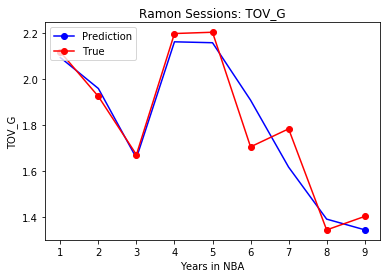 Ramon Sessions: TOV_G
Prediction
True
2.2
2.0
1.8
1.6
1.4
TOV_G
1 2 3 4 5 6 7 8 9
Years in NBA